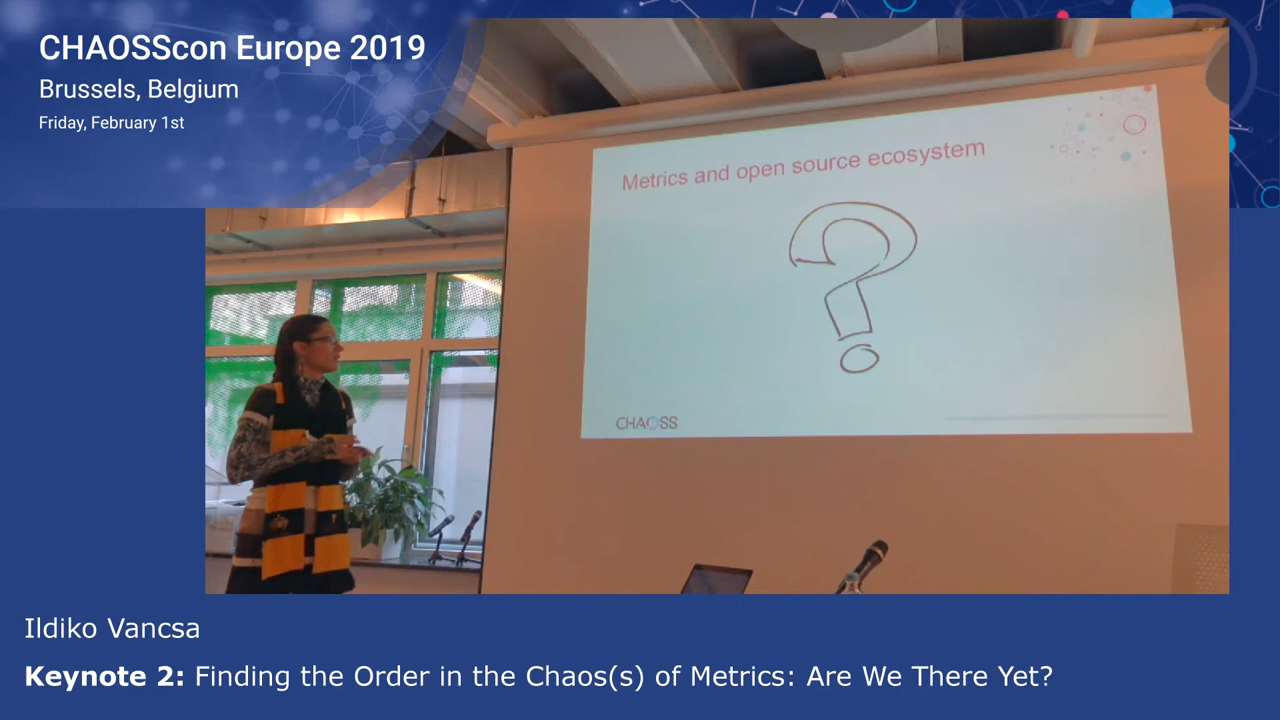 CHAOSScon Europe 2019
Brussels, Belgium
Friday, February 1st
Metrics and open source ecosystem
?
CHAOSS
Ildiko Vancsa
Keynote 2: Finding the Order in the Chaos(s) of Metrics: Are We There Yet?